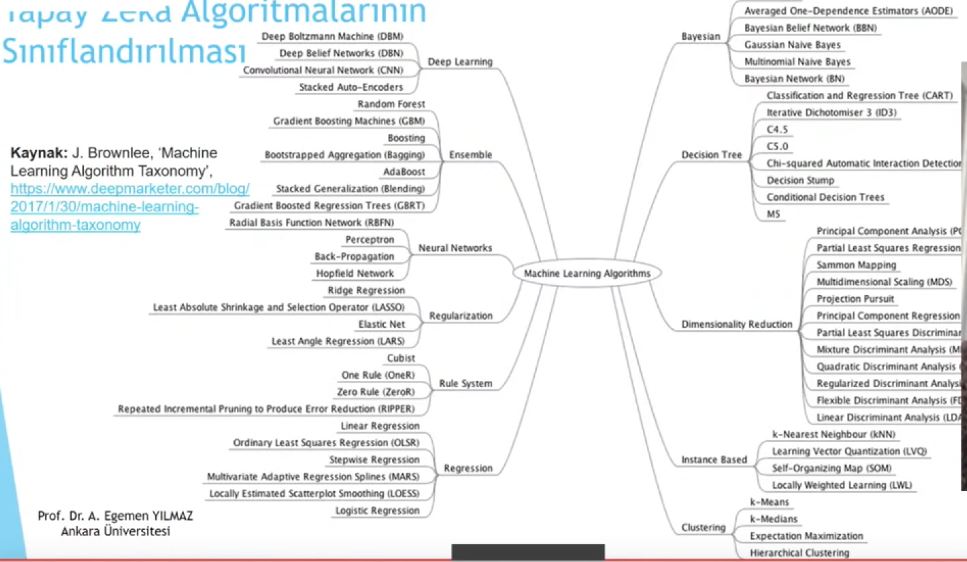 Yapay Zeka Algoritmalarının
Sınıflandırılması
Kaynak: J. Brownlee, ‘Machine
Learning Algorithm Taxonomy’,
https://www.deepmarketer.com/blog/
2017/1/30/machine-learning-
algorithm-taxonomy
Prof. Dr. A. Egemen YILMAZ
Ankara Üniversitesi
Machine Learning Algorithms
Deep Learning
Deep Boltzmann Machine (DBM)
Deep Belief Networks (DBN)
Convolutional Neural Network (CNN)
Stacked Auto-Encoders
Ensemble
Random Forest
Gradient Boosting Machines (GBM)
Boosting
Bootstrapped Aggregation (Bagging)
AdaBoost
Stacked Generalization (Blending)
Gradient Boosted Regression Trees (GBRT)
Neural Networks
Radial Basis Function Network (RBFN)
Perceptron
Back-Propagation
Hopfield Network
Regularization
Ridge Regression
Least Absolute Shrinkage and Selection Operator (LASSO)
Elastic Net
Least Angle Regression (LARS)
Rule System
Cubist
One Rule (OneR)
Zero Rule (ZeroR)
Repeated Incremental Pruning to Produce Error Reduction (RIPPER)
Regression
Linear Regression
Ordinary Least Squares Regression (OLSR)
Stepwise Regression
Multivariate Adaptive Regression Splines (MARS)
Locally Estimated Scatterplot Smoothing (LOESS)
Logistic Regression
Bayesian
Averaged One-Dependence Estimators (AODE)
Bayesian Belief Network (BBN)
Gaussian Naive Bayes
Multinomial Naive Bayes
Bayesian Network (BN)
Decision Tree
Classification and Regression Tree (CART)
Iterative Dichotomiser 3 (ID3)
C4.5
C5.0
Chi-squared Automatic Interaction Detection
Decision Stump
Conditional Decision Trees
M5
Dimensionality Reduction
Principal Component Analysis (PC
Partial Least Squares Regression
Sammon Mapping
Multidimensional Scaling (MDS)
Projection Pursuit
Principal Component Regression
Partial Least Squares Discriminan
Mixture Discriminant Analysis (M
Quadratic Discriminant Analysis (
Regularized Discriminant Analysi
Flexible Discriminant Analysis (FD
Linear Discriminant Analysis (LDA
Instance Based
k-Nearest Neighbour (kNN)
Learning Vector Quantization (LVQ)
Self-Organizing Map (SOM)
Locally Weighted Learning (LWL)
Clustering
k-Means
k-Medians
Expectation Maximization
Hierarchical Clustering